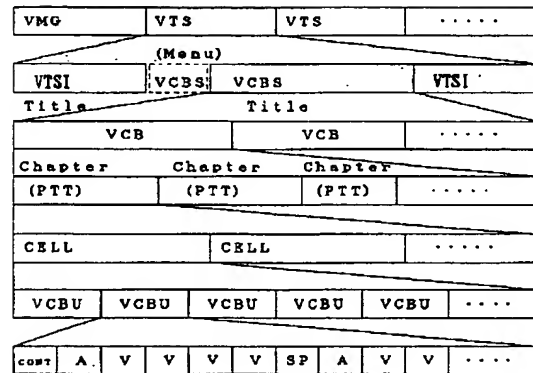 VMG VTS VTS ·····
(Menu)
VTSI VCBS VCBS VTSI
Title Title
VCB VCB ·····
Chapter Chapter Chapter
(PTT) (PTT) (PTT) ·····
CELL CELL ····
VCBU VCBU VCBU VCBU VCBU ····
CONT A. V V V V SP A V V ····